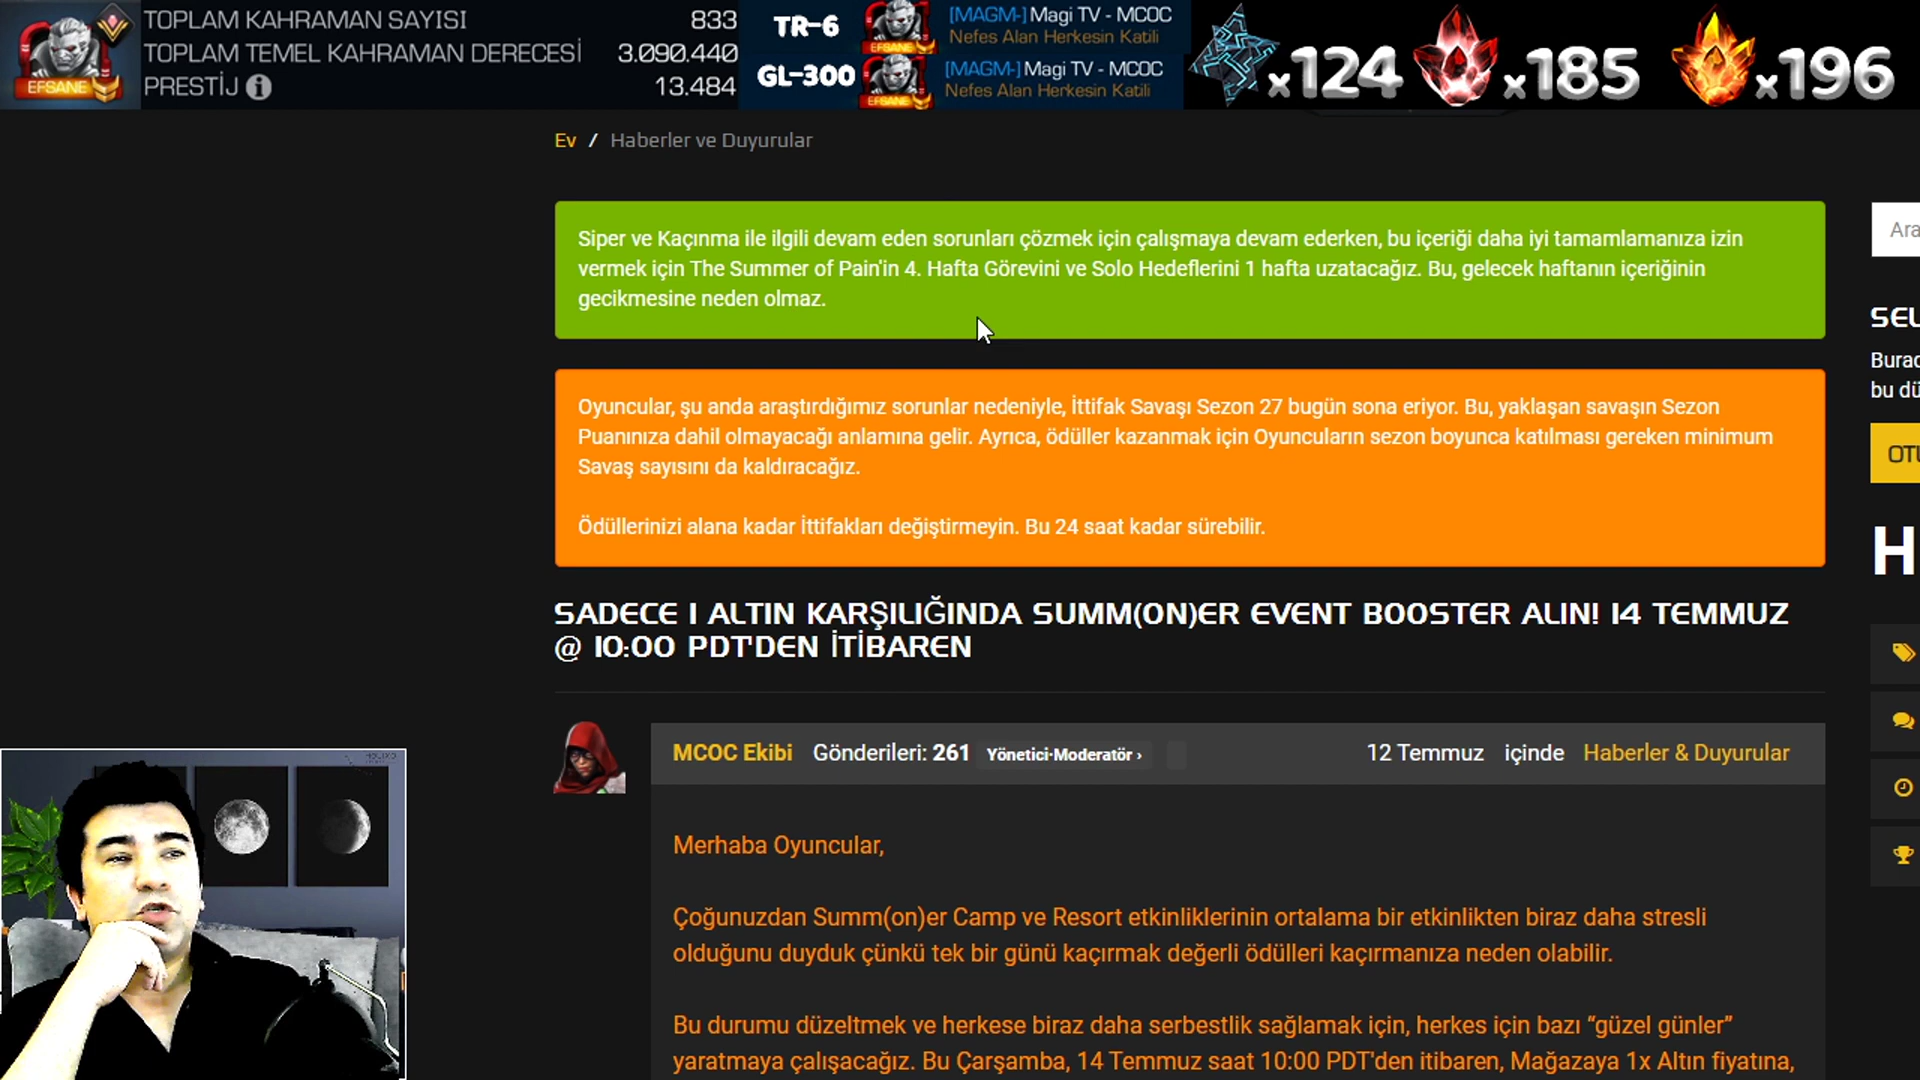 TOPLAM KAHRAMAN SAYISI 833
TOPLAM TEMEL KAHRAMAN DERECESİ 3.090.440
PRESTİJ 13.484
EFSANE
TR-6
GL-300
[MAGM-] Magi TV - MCOC
Nefes Alan Herkesin Katili
EFSANE
[MAGM-] Magi TV - MCOC
Nefes Alan Herkesin Katili
EFSANE
x124
x185
x196
Ev / Haberler ve Duyurular
Siper ve Kaçınma ile ilgili devam eden sorunları çözmek için çalışmaya devam ederken, bu içeriği daha iyi tamamlamanıza izin
vermek için The Summer of Pain'in 4. Hafta Görevini ve Solo Hedeflerini 1 hafta uzatacağız. Bu, gelecek haftanın içeriğinin
gecikmesine neden olmaz.
Oyuncular, şu anda araştırdığımız sorunlar nedeniyle, İttifak Savaşı Sezon 27 bugün sona eriyor. Bu, yaklaşan savaşın Sezon
Puanınıza dahil olmayacağı anlamına gelir. Ayrıca, ödüller kazanmak için Oyuncuların sezon boyunca katılması gereken minimum
Savaş sayısını da kaldıracağız.
Ödüllerinizi alana kadar İttifakları değiştirmeyin. Bu 24 saat kadar sürebilir.
SADECE 1 ALTIN KARŞILIĞINDA SUMM(ON)ER EVENT BOOSTER ALIN! 14 TEMMUZ
@ 10:00 PDT'DEN İTİBAREN
MCOC Ekibi Gönderileri: 261 Yönetici·Moderatör › 12 Temmuz içinde Haberler & Duyurular
Merhaba Oyuncular,
Çoğunuzdan Summ(on)er Camp ve Resort etkinliklerinin ortalama bir etkinlikten biraz daha stresli
olduğunu duyduk çünkü tek bir günü kaçırmak değerli ödülleri kaçırmanıza neden olabilir.
Bu durumu düzeltmek ve herkese biraz daha serbestlik sağlamak için, herkes için bazı “güzel günler”
yaratmaya çalışacağız. Bu Çarşamba, 14 Temmuz saat 10:00 PDT'den itibaren, Mağazaya 1x Altın fiyatına,
Ara
SEL
Burad
bu dü
OTU
H